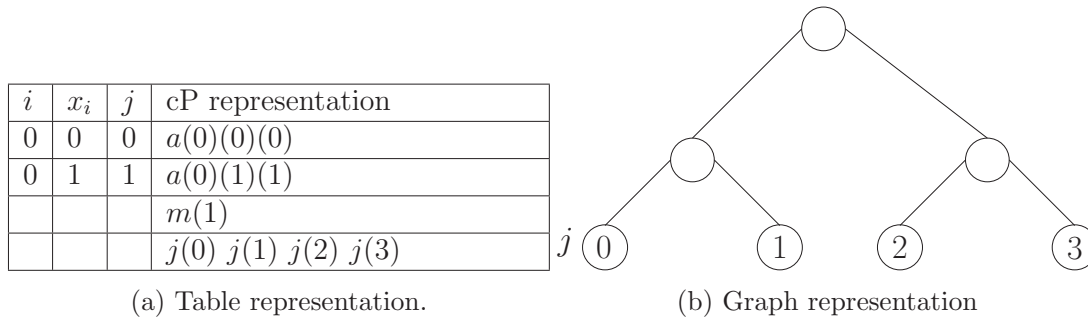 i x_i j cP representation
0 0 0 a(0)(0)(0)
0 1 1 a(0)(1)(1)
m(1)
j(0) j(1) j(2) j(3)
(a) Table representation.
j 0 1 2 3
(b) Graph representation